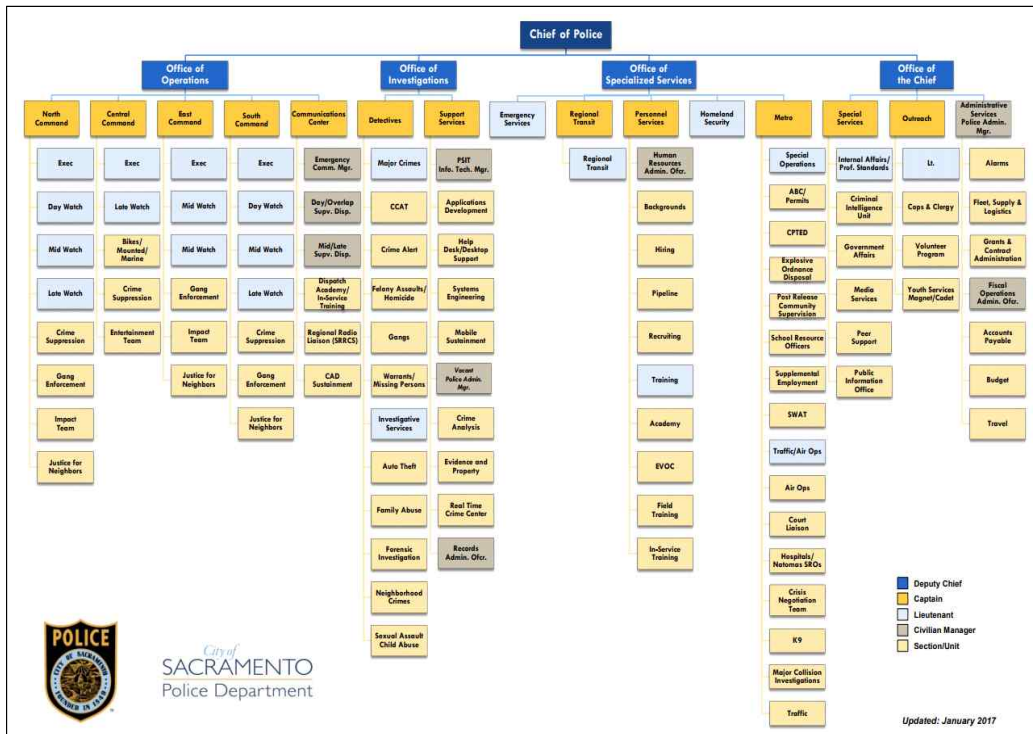 Chief of Police
Office of
Operations
Office of
Investigations
Office of
Specialized Services
Office of
the Chief
North
Command
Central
Command
East
Command
South
Command
Communications
Center
Detectives
Support
Services
Emergency
Services
Regional
Transit
Personnel
Services
Homeland
Security
Metro
Special
Services
Outreach
Administrative
Services
Police Admin.
Mgr.
Exec
Day Watch
Mid Watch
Late Watch
Crime
Suppression
Gang
Enforcement
Impact
Team
Justice for
Neighbors
Exec
Late Watch
Bikes/
Mounted/
Marine
Crime
Suppression
Entertainment
Team
Exec
Mid Watch
Mid Watch
Gang
Enforcement
Impact
Team
Justice for
Neighbors
Exec
Day Watch
Mid Watch
Late Watch
Crime
Suppression
Gang
Enforcement
Justice for
Neighbors
Emergency
Comm. Mgr.
Day/Overlap
Supv. Disp.
Mid/Late
Supv. Disp.
Dispatch
Academy/
In-Service
Training
Regional Radio
Liaison (SRRCS)
CAD
Sustainment
Major Crimes
CCAT
Crime Alert
Felony Assaults/
Homicide
Gangs
Warrants/
Missing Persons
Investigative
Services
Auto Theft
Family Abuse
Forensic
Investigation
Neighborhood
Crimes
Sexual Assault
Child Abuse
PSIT
Info. Tech. Mgr.
Applications
Development
Help
Desk/Desktop
Support
Systems
Engineering
Mobile
Sustainment
Vacant
Police Admin.
Mgr.
Crime
Analysis
Evidence and
Property
Real Time
Crime Center
Records
Admin. Ofcr.
Regional
Transit
Human
Resources
Admin. Ofcr.
Backgrounds
Hiring
Pipeline
Recruiting
Training
Academy
EVOC
Field
Training
In-Service
Training
Special
Operations
ABC/
Permits
CPTED
Explosive
Ordnance
Disposal
Post Release
Community
Supervision
School Resource
Officers
Supplemental
Employment
SWAT
Traffic/Air Ops
Air Ops
Court
Liaison
Hospitals/
Natomas SROs
Crisis
Negotiation
Team
K9
Major Collision
Investigations
Traffic
Internal Affairs/
Prof. Standards
Criminal
Intelligence
Unit
Government
Affairs
Media
Services
Peer
Support
Public
Information
Office
Lt.
Cops & Clergy
Volunteer
Program
Youth Services
Magnet/Cadet
Alarms
Fleet, Supply &
Logistics
Grants &
Contract
Administration
Fiscal
Operations
Admin. Ofcr.
Accounts
Payable
Budget
Travel
Deputy Chief
Captain
Lieutenant
Civilian Manager
Section/Unit
POLICE
CITY OF SACRAMENTO
FOUNDED IN 1849
City of
SACRAMENTO
Police Department
Updated: January 2017